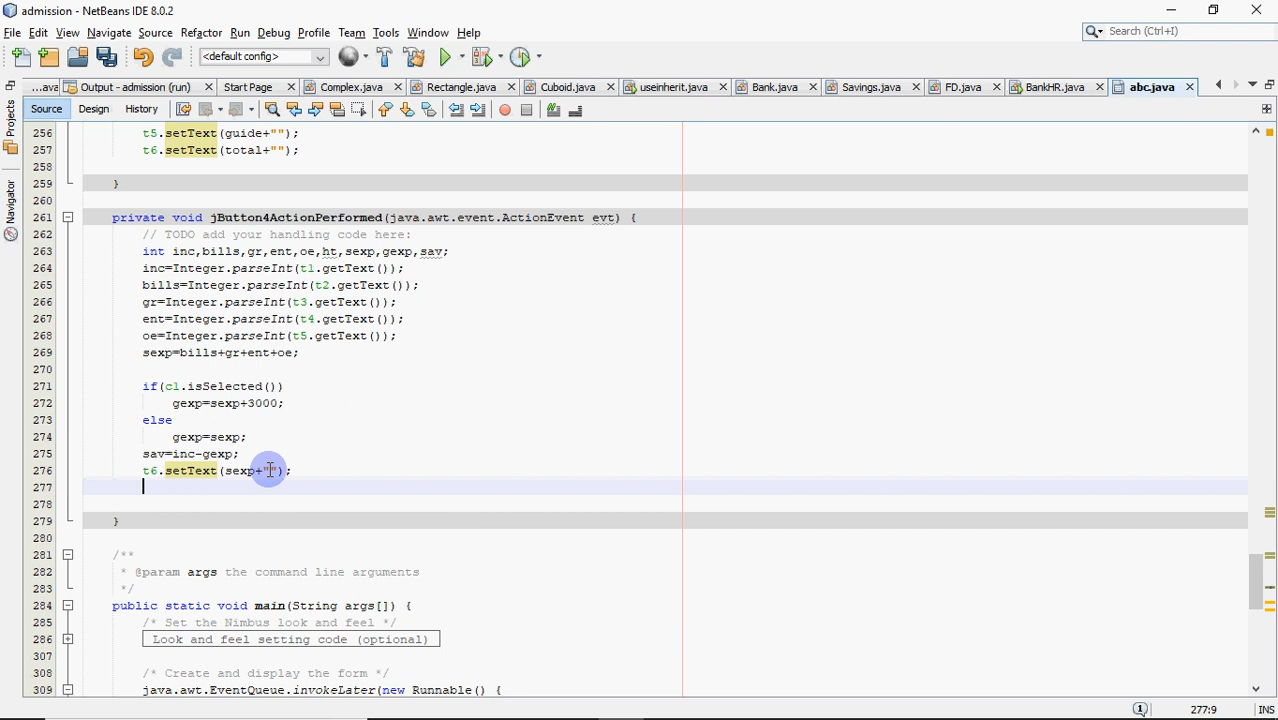 admission - NetBeans IDE 8.0.2
File Edit View Navigate Source Refactor Run Debug Profile Team Tools Window Help
Search (Ctrl+I)
<default config>
...ava Output - admission (run) Start Page Complex.java Rectangle.java Cuboid.java useinherit.java Bank.java Savings.java FD.java BankHR.java abc.java
Source Design History
Projects
Navigator
256 t5.setText(guide+"");
257 t6.setText(total+"");
258
259 }
260
261 private void jButton4ActionPerformed(java.awt.event.ActionEvent evt) {
262 // TODO add your handling code here:
263 int inc,bills,gr,ent,oe,ht,sexp,gexp,sav;
264 inc=Integer.parseInt(t1.getText());
265 bills=Integer.parseInt(t2.getText());
266 gr=Integer.parseInt(t3.getText());
267 ent=Integer.parseInt(t4.getText());
268 oe=Integer.parseInt(t5.getText());
269 sexp=bills+gr+ent+oe;
270
271 if(c1.isSelected())
272 gexp=sexp+3000;
273 else
274 gexp=sexp;
275 sav=inc-gexp;
276 t6.setText(sexp+"");
277
278
279 }
280
281 /**
282 * @param args the command line arguments
283 */
284 public static void main(String args[]) {
285 /* Set the Nimbus look and feel */
286 Look and feel setting code (optional)
307
308 /* Create and display the form */
309 java.awt.EventQueue.invokeLater(new Runnable() {
1
277:9 INS